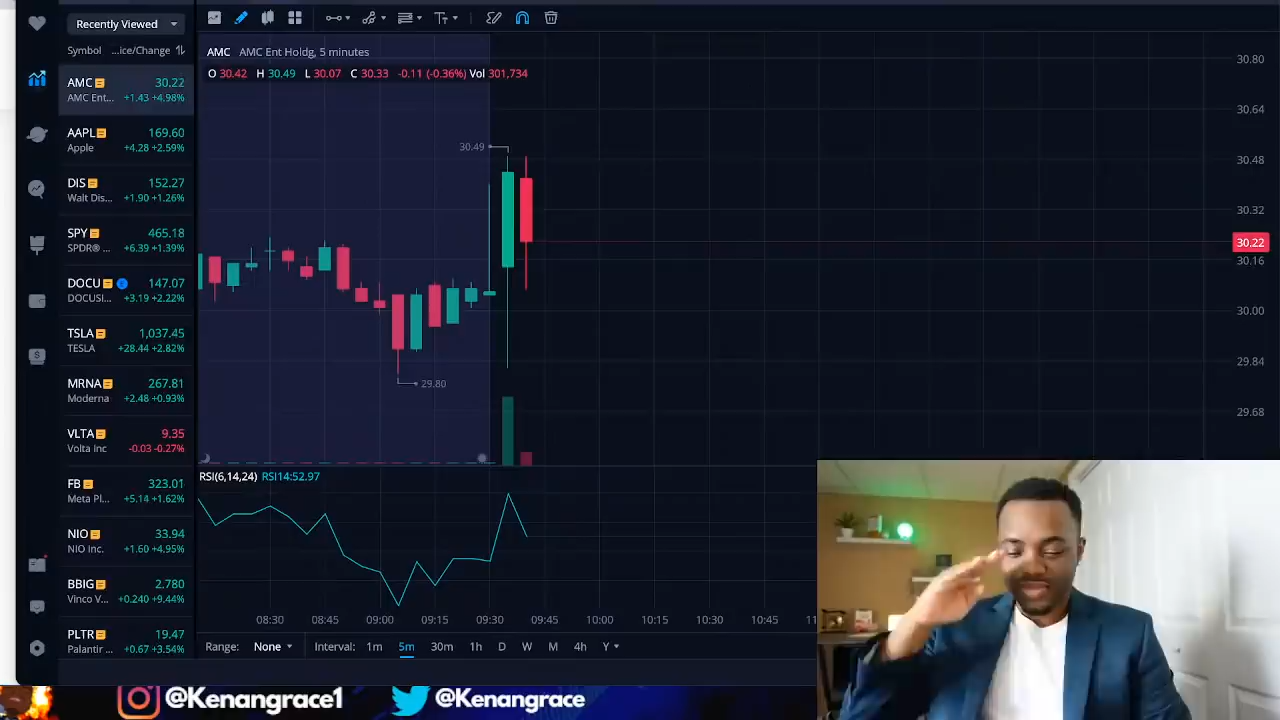 Recently Viewed
Symbol ...ice/Change
AMC 30.22
AMC Ent... +1.43 +4.98%
AAPL 169.60
Apple +4.28 +2.59%
DIS 152.27
Walt Dis... +1.90 +1.26%
SPY 465.18
SPDR® ... +6.39 +1.39%
DOCU 147.07
DOCUSI... +3.19 +2.22%
TSLA 1,037.45
TESLA +28.44 +2.82%
MRNA 267.81
Moderna +2.48 +0.93%
VLTA 9.35
Volta Inc -0.03 -0.27%
FB 323.01
Meta Pl... +5.14 +1.62%
NIO 33.94
NIO Inc. +1.60 +4.95%
BBIG 2.780
Vinco V... +0.240 +9.44%
PLTR 19.47
Palantir ... +0.67 +3.54%
AMC AMC Ent Holdg, 5 minutes
O 30.42 H 30.49 L 30.07 C 30.33 -0.11 (-0.36%) Vol 301,734
30.49
29.80
30.80
30.64
30.48
30.32
30.22
30.16
30.00
29.84
29.68
RSI(6,14,24) RSI14:52.97
08:30 08:45 09:00 09:15 09:30 09:45 10:00 10:15 10:30 10:45
Range: None Interval: 1m 5m 30m 1h D W M 4h Y
@Kenangrace1 @Kenangrace